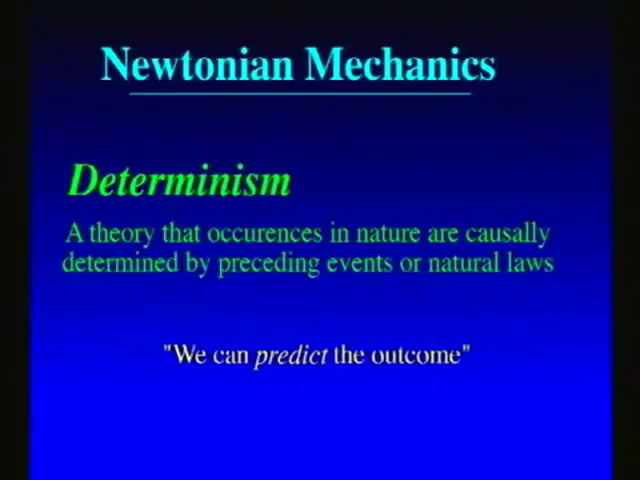 Newtonian Mechanics
Determinism
A theory that occurences in nature are causally
determined by preceding events or natural laws
"We can predict the outcome"